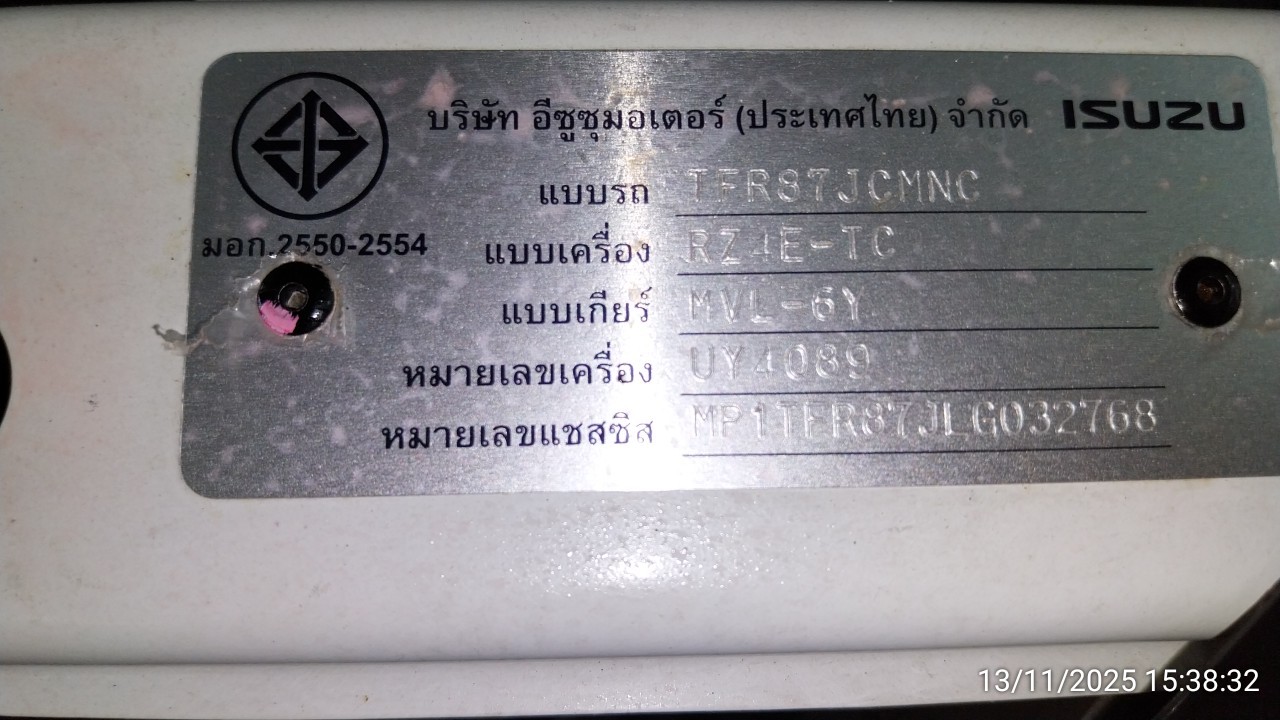 บริษัท อีซูซุมอเตอร์ (ประเทศไทย) จำกัด ISUZU
แบบรถ TFR87JCMNC
มอก.2550-2554
แบบเครื่อง RZ4E-TC
แบบเกียร์ MVL-6Y
หมายเลขเครื่อง UY4089
หมายเลขแชสซิส MP1TFR87JLG032768
13/11/2025 15:38:32